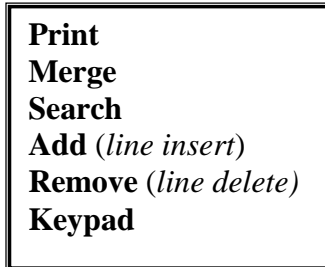 Print
Merge
Search
Add (line insert)
Remove (line delete)
Keypad